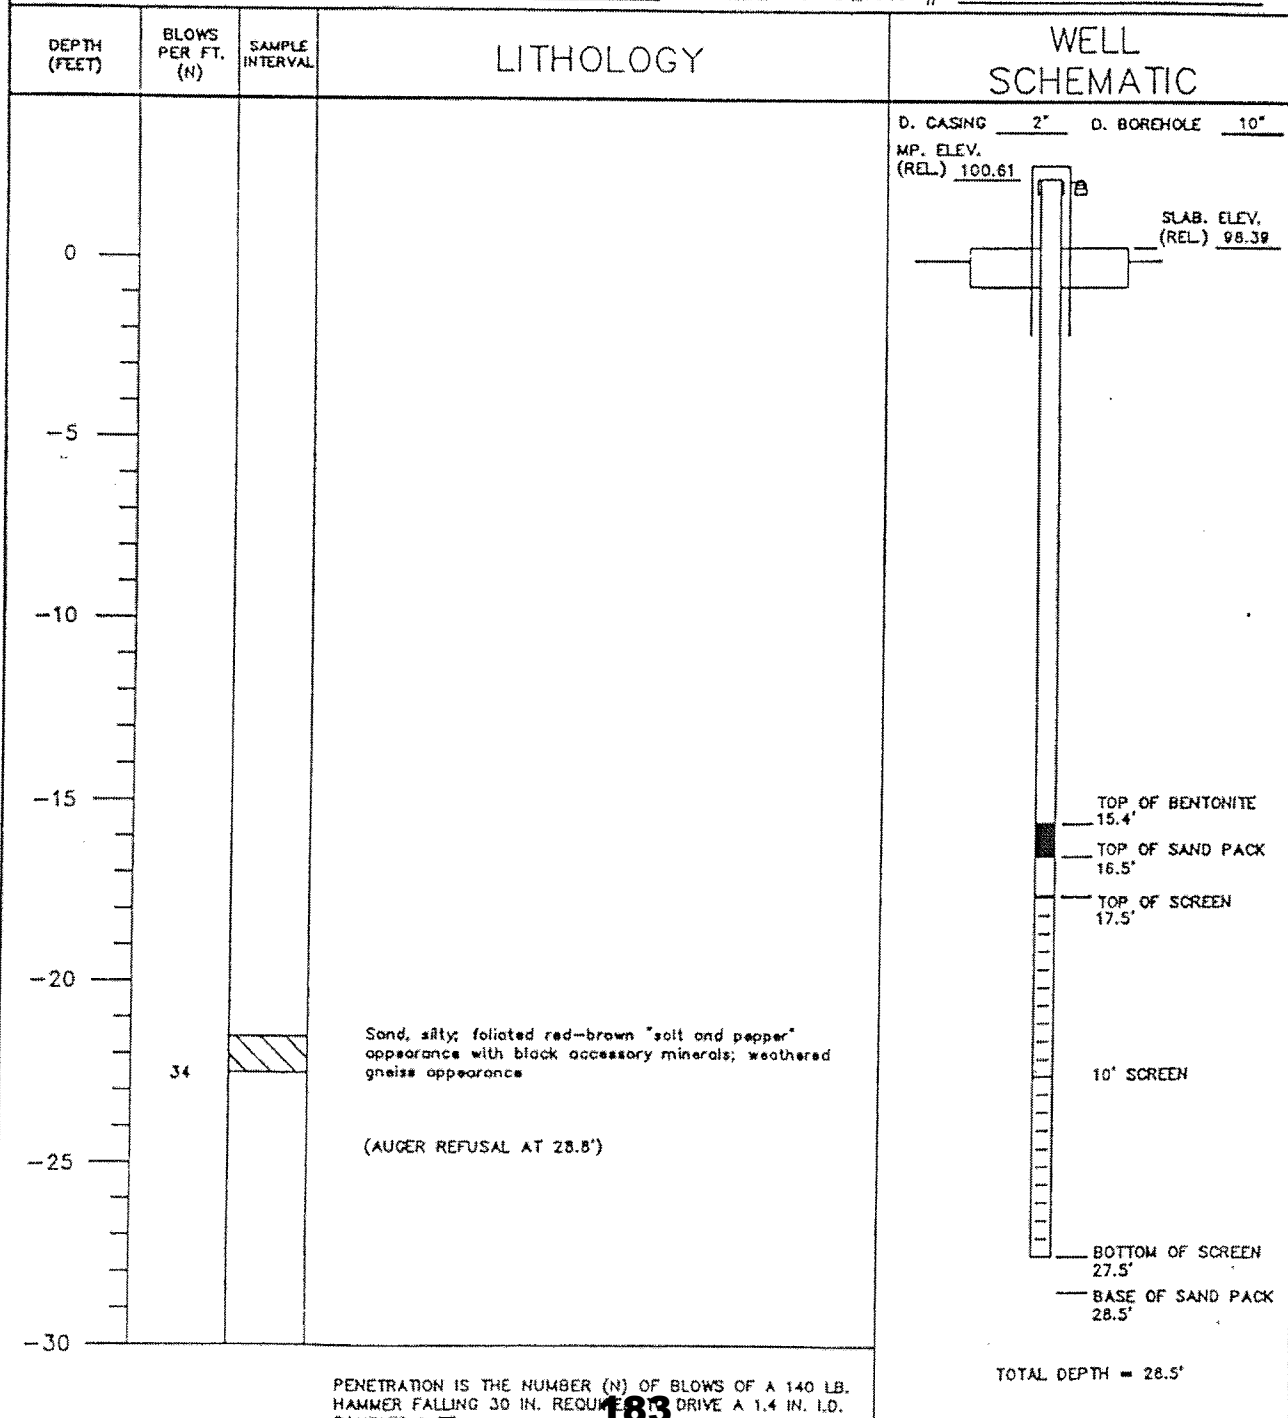 DEPTH
(FEET)
BLOWS
PER FT.
(N)
SAMPLE
INTERVAL
LITHOLOGY
WELL
SCHEMATIC
D. CASING 2" D. BOREHOLE 10"
MP. ELEV.
(REL.) 100.61
SLAB. ELEV.
(REL.) 98.39
0
-5
-10
-15
TOP OF BENTONITE
15.4'
TOP OF SAND PACK
16.5'
TOP OF SCREEN
17.5'
-20
Sand, silty; foliated red-brown "salt and pepper"
appearance with black accessory minerals; weathered
gneiss appearance
34
10' SCREEN
(AUGER REFUSAL AT 28.8')
-25
BOTTOM OF SCREEN
27.5'
BASE OF SAND PACK
28.5'
-30
TOTAL DEPTH = 28.5'
PENETRATION IS THE NUMBER (N) OF BLOWS OF A 140 LB.
HAMMER FALLING 30 IN. REQUIRED TO DRIVE A 1.4 IN. I.D.
183